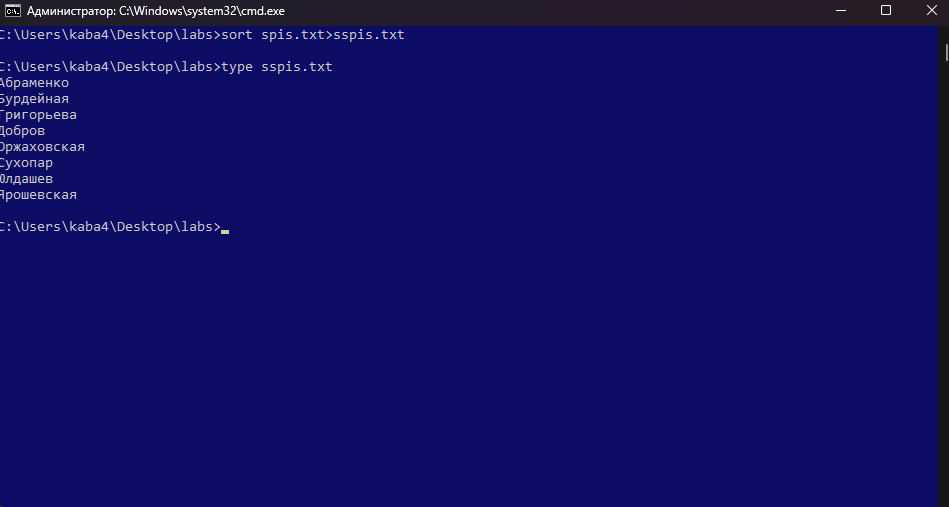 Администратор: C:\Windows\system32\cmd.exe
C:\Users\kaba4\Desktop\labs>sort spis.txt>sspis.txt
C:\Users\kaba4\Desktop\labs>type sspis.txt
Абраменко
Бурдейная
Григорьева
Добров
Оржаховская
Сухопар
Юлдашев
Ярошевская
C:\Users\kaba4\Desktop\labs>